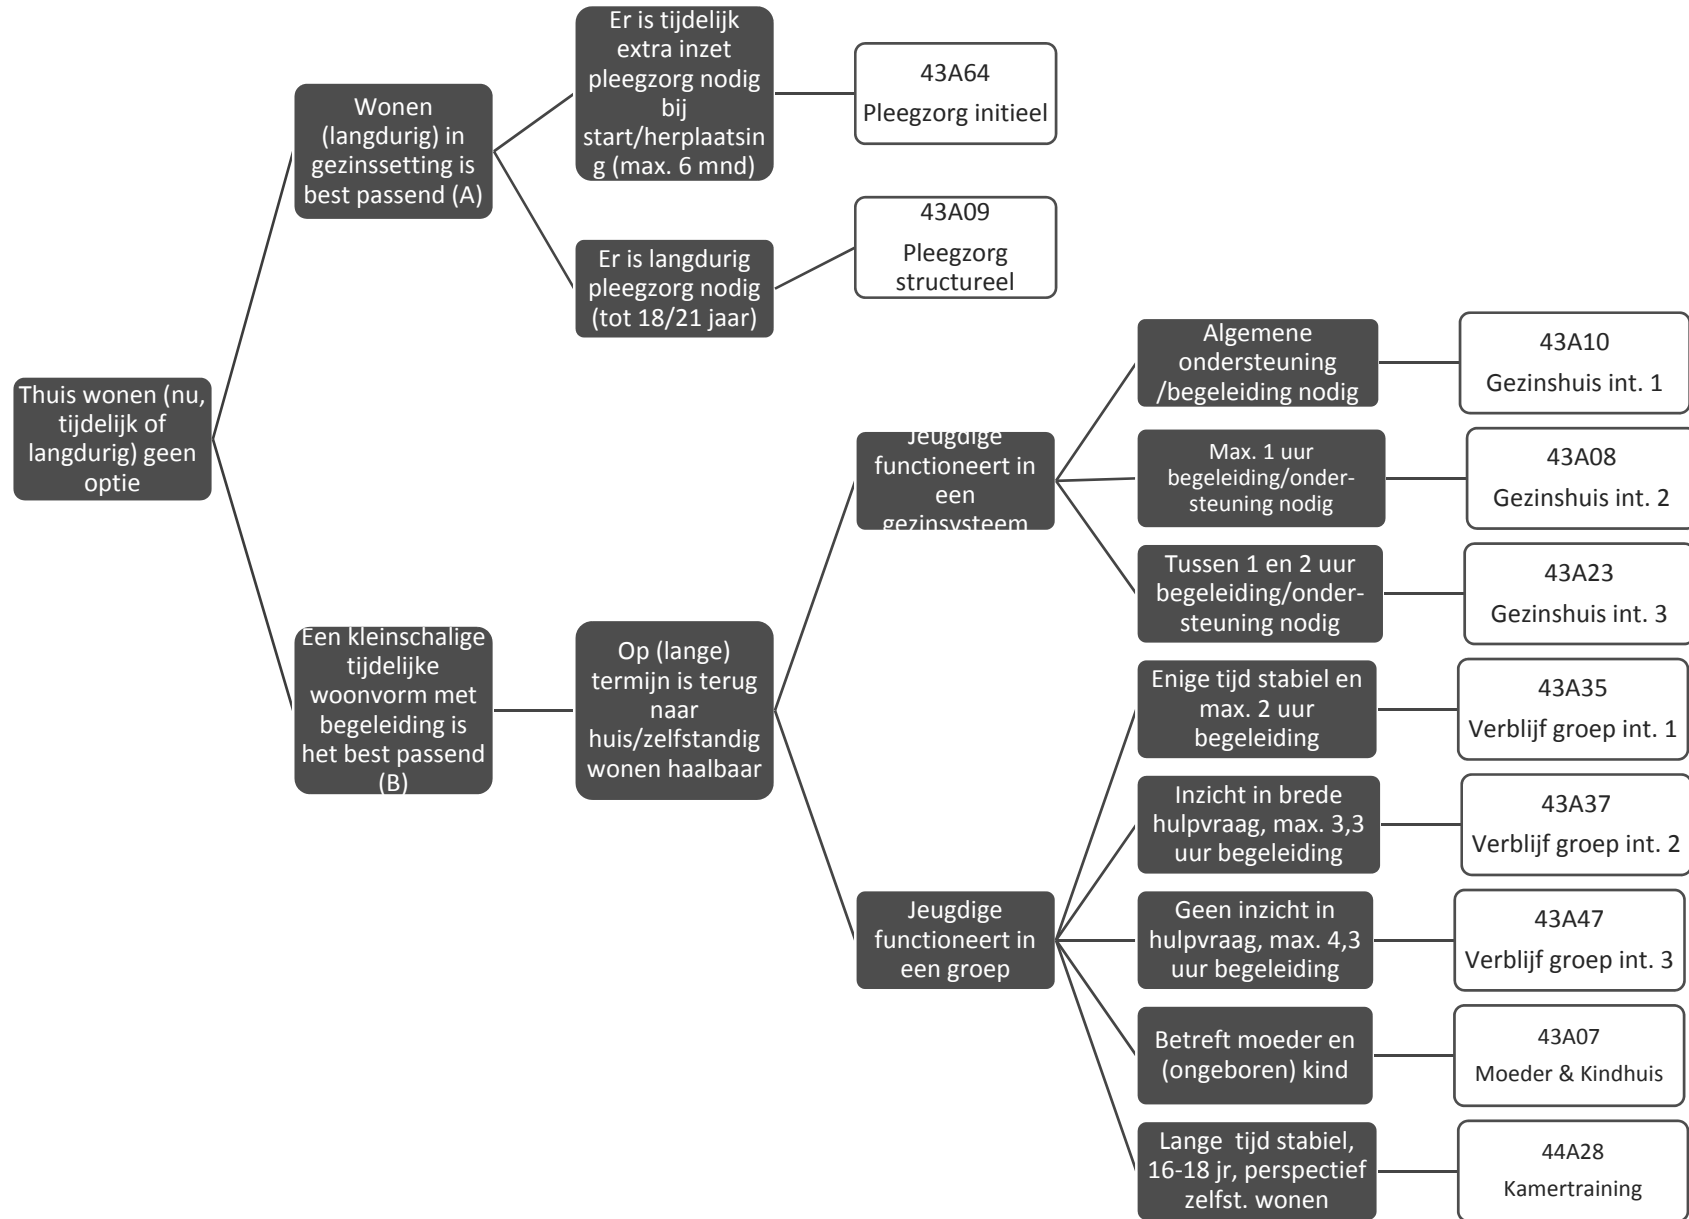 Thuis wonen (nu,
tijdelijk of
langdurig) geen
optie
Wonen
(langdurig) in
gezinssetting is
best passend (A)
Er is tijdelijk
extra inzet
pleegzorg nodig
bij
start/herplaatsin
g (max. 6 mnd)
43A64
Pleegzorg initieel
Er is langdurig
pleegzorg nodig
(tot 18/21 jaar)
43A09
Pleegzorg
structureel
Een kleinschalige
tijdelijke
woonvorm met
begeleiding is
het best passend
(B)
Op (lange)
termijn is terug
naar
huis/zelfstandig
wonen haalbaar
Jeugdige
functioneert in
een
gezinsysteem
Algemene
ondersteuning
/begeleiding nodig
43A10
Gezinshuis int. 1
Max. 1 uur
begeleiding/onder-
steuning nodig
43A08
Gezinshuis int. 2
Tussen 1 en 2 uur
begeleiding/onder-
steuning nodig
43A23
Gezinshuis int. 3
Jeugdige
functioneert in
een groep
Enige tijd stabiel en
max. 2 uur
begeleiding
43A35
Verblijf groep int. 1
Inzicht in brede
hulpvraag, max. 3,3
uur begeleiding
43A37
Verblijf groep int. 2
Geen inzicht in
hulpvraag, max. 4,3
uur begeleiding
43A47
Verblijf groep int. 3
Betreft moeder en
(ongeboren) kind
43A07
Moeder & Kindhuis
Lange  tijd stabiel,
16-18 jr, perspectief
zelfst. wonen
44A28
Kamertraining